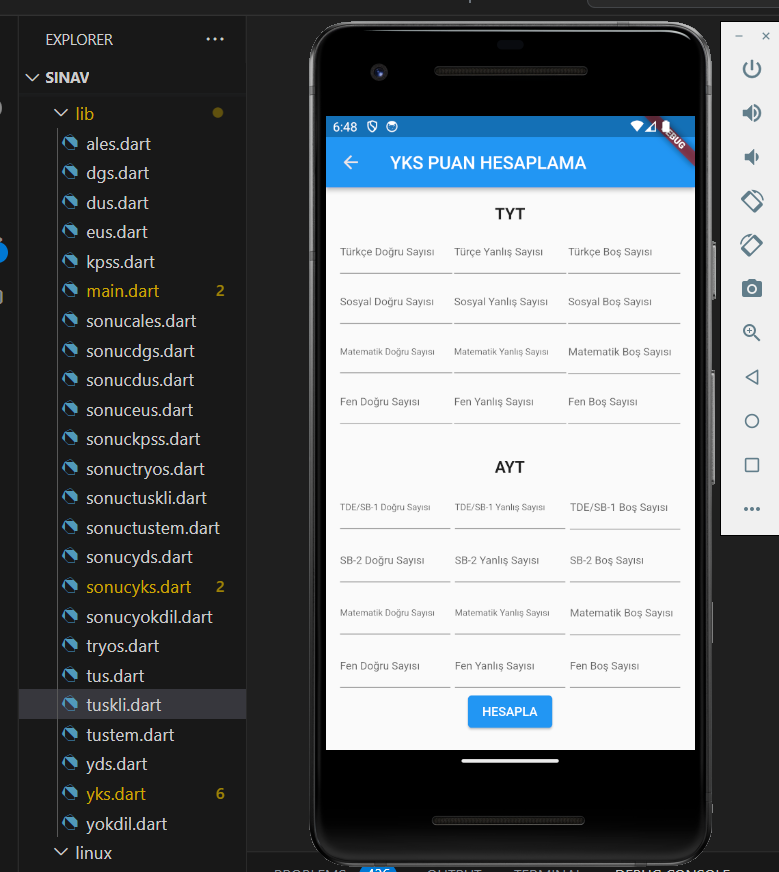 EXPLORER
SINAV
lib
ales.dart
dgs.dart
dus.dart
eus.dart
kpss.dart
main.dart 2
sonucales.dart
sonucdgs.dart
sonucdus.dart
sonuceus.dart
sonuckpss.dart
sonuctryos.dart
sonuctuskli.dart
sonuctustem.dart
sonucyds.dart
sonucyks.dart 2
sonucyokdil.dart
tryos.dart
tus.dart
tuskli.dart
tustem.dart
yds.dart
yks.dart 6
yokdil.dart
linux
6:48
DEBUG
YKS PUAN HESAPLAMA
TYT
Türkçe Doğru Sayısı Türçe Yanlış Sayısı Türkçe Boş Sayısı
Sosyal Doğru Sayısı Sosyal Yanlış Sayısı Sosyal Boş Sayısı
Matematik Doğru Sayısı Matematik Yanlış Sayısı Matematik Boş Sayısı
Fen Doğru Sayısı Fen Yanlış Sayısı Fen Boş Sayısı
AYT
TDE/SB-1 Doğru Sayısı TDE/SB-1 Yanlış Sayısı TDE/SB-1 Boş Sayısı
SB-2 Doğru Sayısı SB-2 Yanlış Sayısı SB-2 Boş Sayısı
Matematik Doğru Sayısı Matematik Yanlış Sayısı Matematik Boş Sayısı
Fen Doğru Sayısı Fen Yanlış Sayısı Fen Boş Sayısı
HESAPLA
PROBLEMS 426 OUTPUT TERMINAL DEBUG CONSOLE